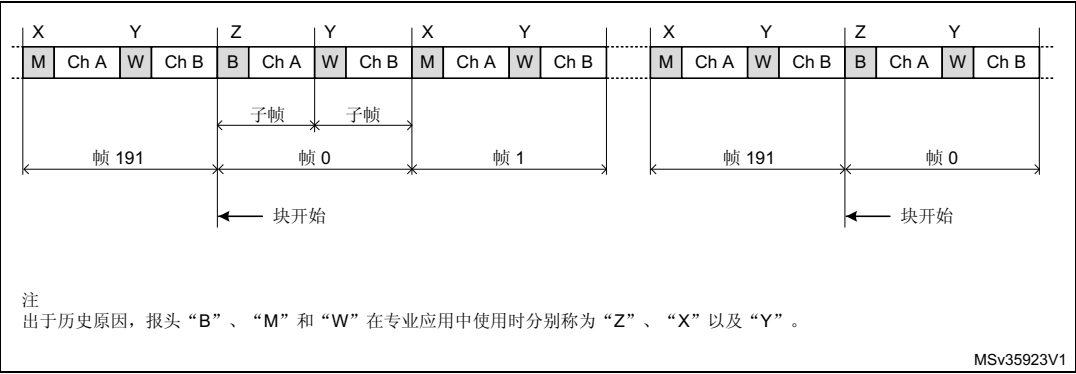 X Y Z Y X Y X Y Z Y
M Ch A W Ch B B Ch A W Ch B M Ch A W Ch B M Ch A W Ch B B Ch A W Ch B
子帧 子帧
帧 191 帧 0 帧 1 帧 191 帧 0
块开始 块开始
注
出于历史原因，报头“B”、“M”和“W”在专业应用中使用时分别称为“Z”、“X”以及“Y”。
MSv35923V1